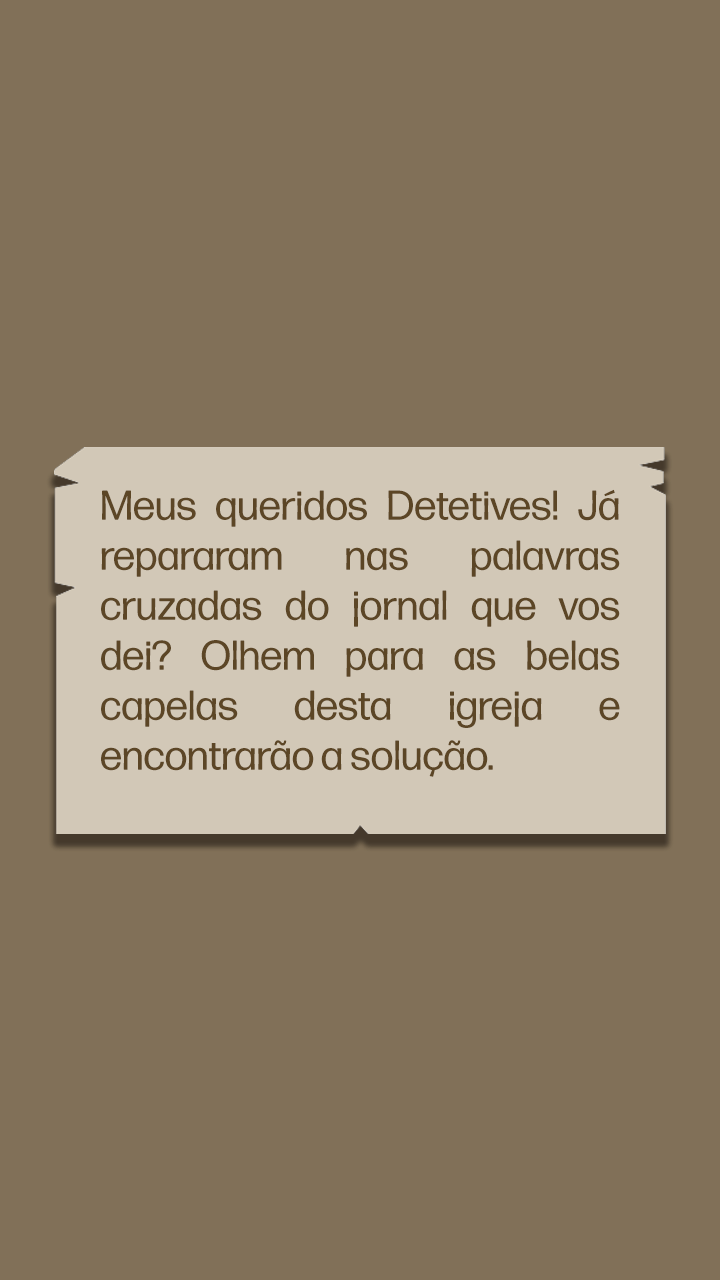 Meus queridos Detetives! Já
repararam nas palavras
cruzadas do jornal que vos
dei? Olhem para as belas
capelas desta igreja e
encontrarão a solução.